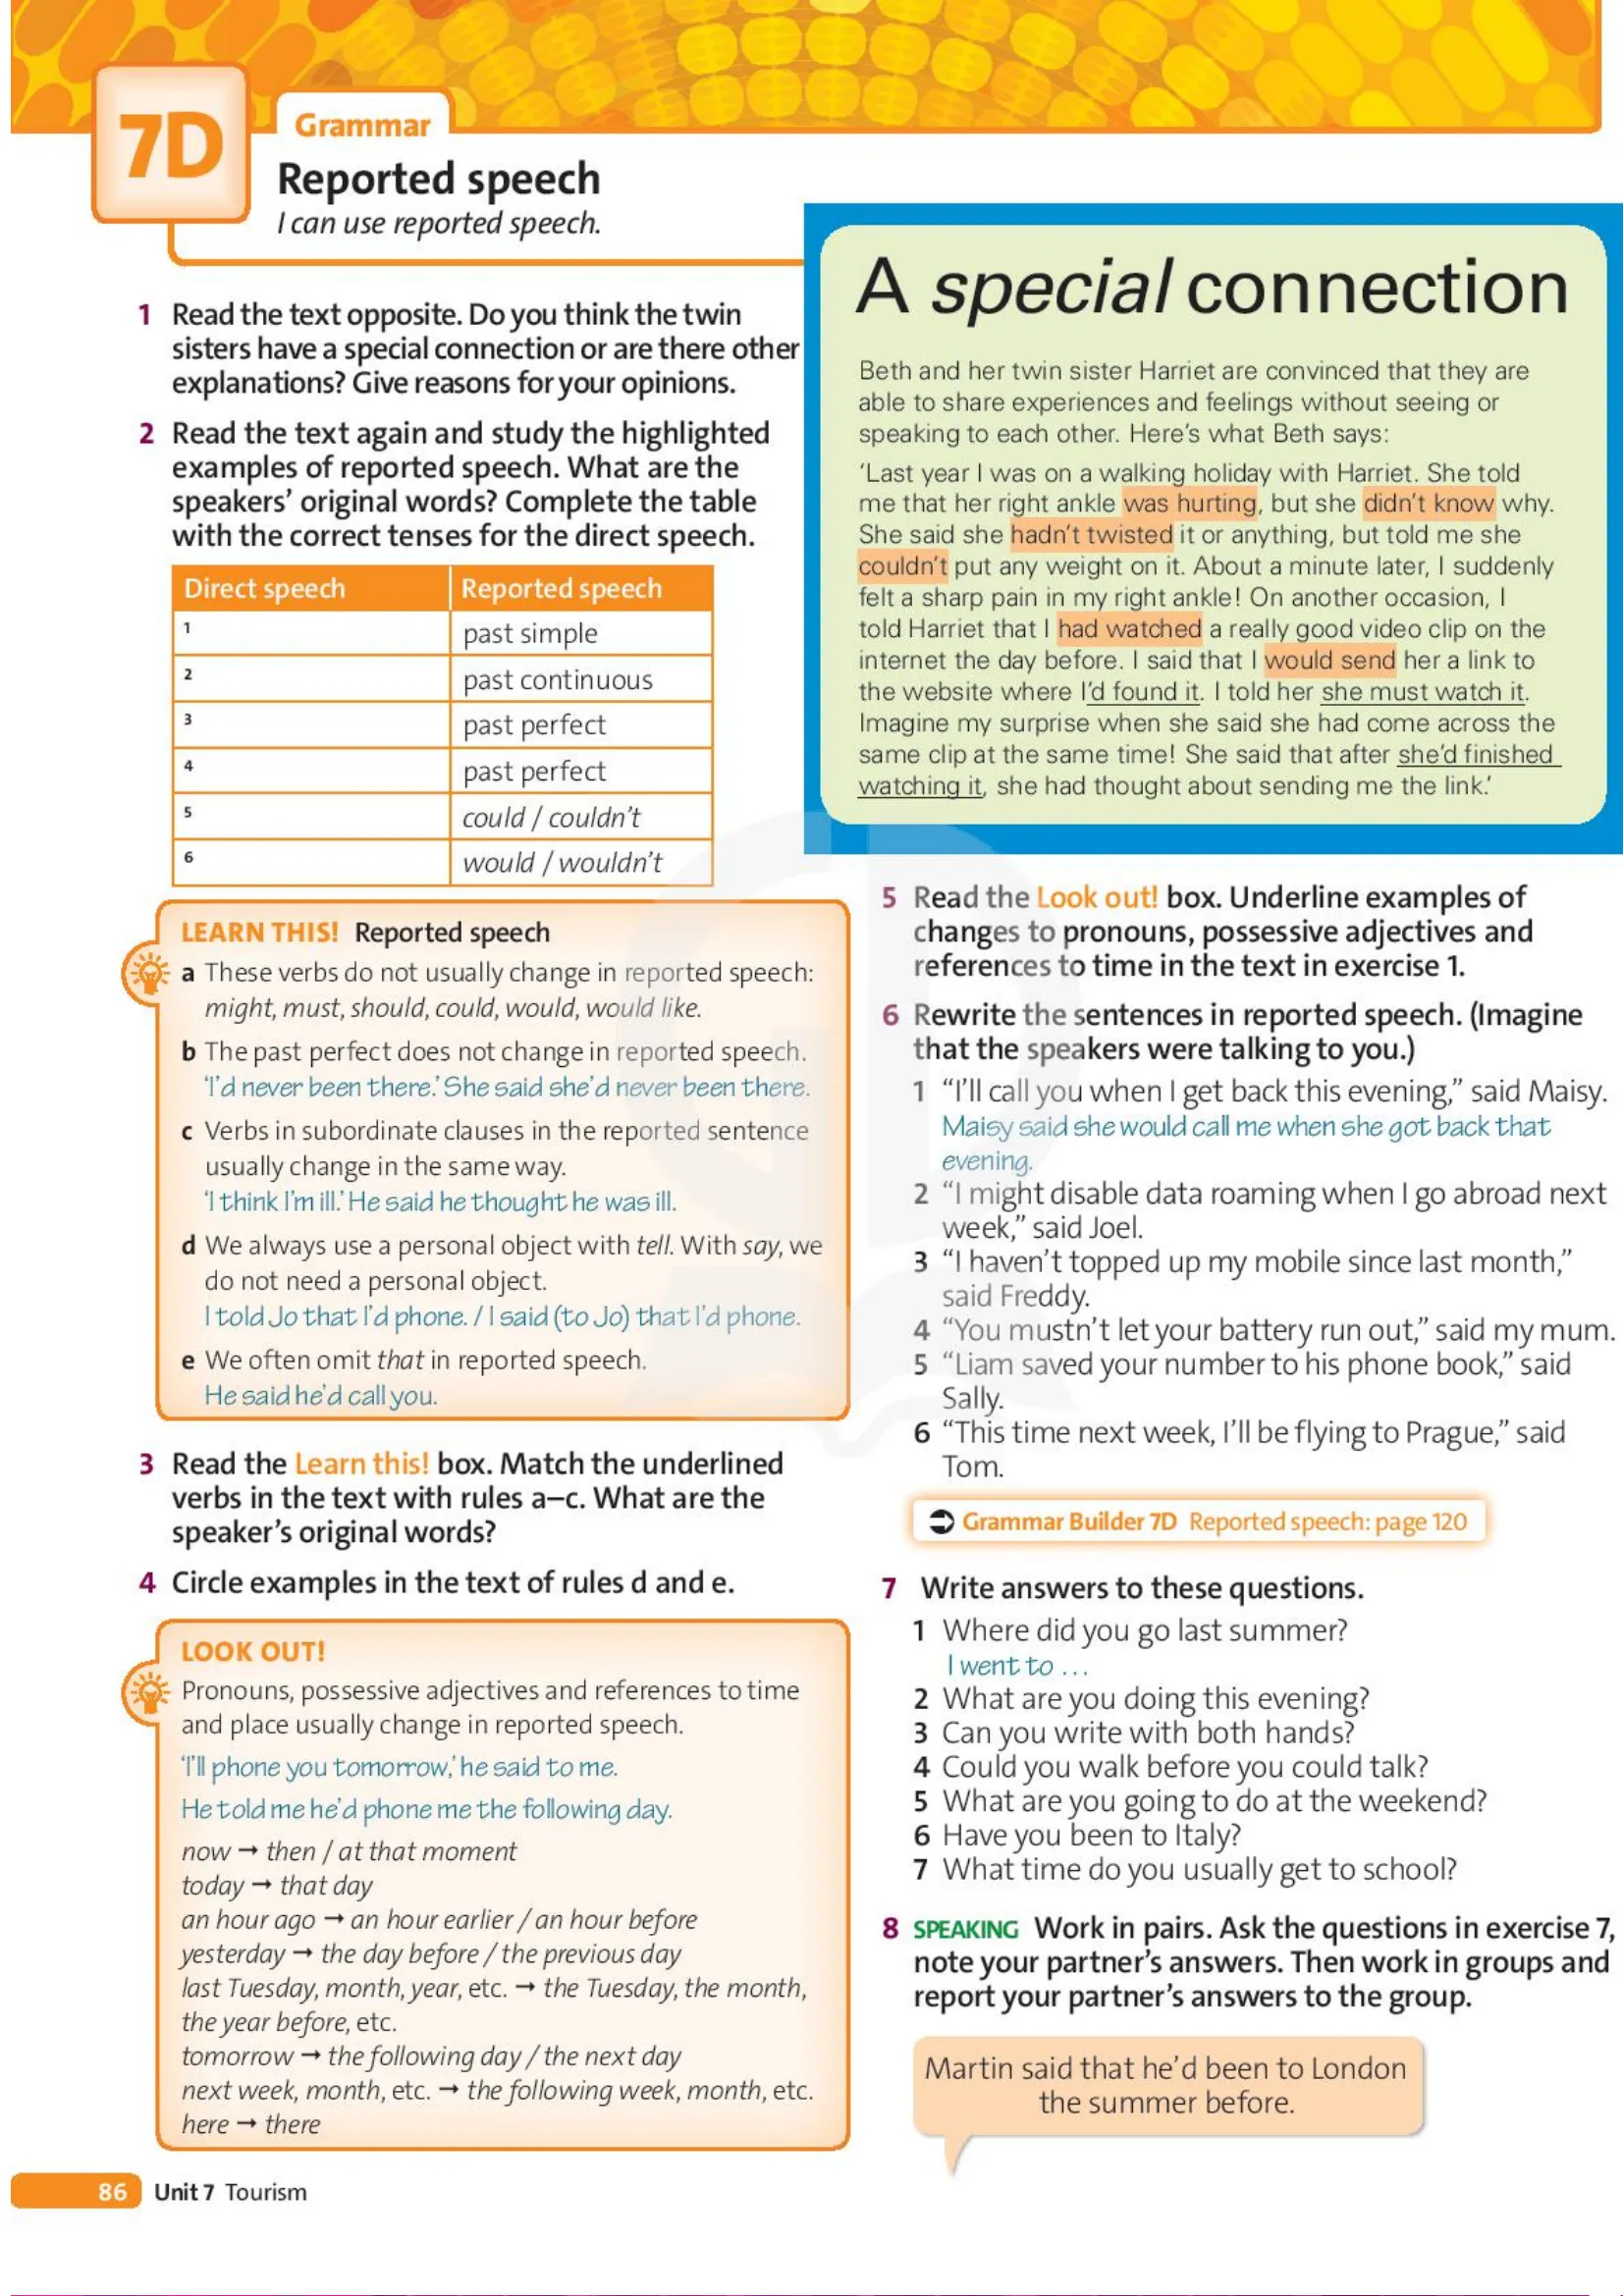 7D
Grammar
Reported speech
I can use reported speech.
1 Read the text opposite. Do you think the twin
sisters have a special connection or are there other
explanations? Give reasons for your opinions.
2 Read the text again and study the highlighted
examples of reported speech. What are the
speakers' original words? Complete the table
with the correct tenses for the direct speech.
Direct speech Reported speech
1 past simple
2 past continuous
3 past perfect
4 past perfect
5 could / couldn't
6 would / wouldn't
LEARN THIS! Reported speech
a These verbs do not usually change in reported speech:
might, must, should, could, would, would like.
b The past perfect does not change in reported speech.
'I'd never been there.' She said she'd never been there.
c Verbs in subordinate clauses in the reported sentence
usually change in the same way.
'I think I'm ill.' He said he thought he was ill.
d We always use a personal object with tell. With say, we
do not need a personal object.
I told Jo that I'd phone. / I said (to Jo) that I'd phone.
e We often omit that in reported speech.
He said he'd call you.
3 Read the Learn this! box. Match the underlined
verbs in the text with rules a–c. What are the
speaker's original words?
4 Circle examples in the text of rules d and e.
LOOK OUT!
Pronouns, possessive adjectives and references to time
and place usually change in reported speech.
'I'll phone you tomorrow,' he said to me.
He told me he'd phone me the following day.
now → then / at that moment
today → that day
an hour ago → an hour earlier / an hour before
yesterday → the day before / the previous day
last Tuesday, month, year, etc. → the Tuesday, the month,
the year before, etc.
tomorrow → the following day / the next day
next week, month, etc. → the following week, month, etc.
here → there
A special connection
Beth and her twin sister Harriet are convinced that they are
able to share experiences and feelings without seeing or
speaking to each other. Here's what Beth says:
'Last year I was on a walking holiday with Harriet. She told
me that her right ankle was hurting, but she didn't know why.
She said she hadn't twisted it or anything, but told me she
couldn't put any weight on it. About a minute later, I suddenly
felt a sharp pain in my right ankle! On another occasion, I
told Harriet that I had watched a really good video clip on the
internet the day before. I said that I would send her a link to
the website where I'd found it. I told her she must watch it.
Imagine my surprise when she said she had come across the
same clip at the same time! She said that after she'd finished
watching it, she had thought about sending me the link.'
5 Read the Look out! box. Underline examples of
changes to pronouns, possessive adjectives and
references to time in the text in exercise 1.
6 Rewrite the sentences in reported speech. (Imagine
that the speakers were talking to you.)
1 "I'll call you when I get back this evening," said Maisy.
Maisy said she would call me when she got back that
evening.
2 "I might disable data roaming when I go abroad next
week," said Joel.
3 "I haven't topped up my mobile since last month,"
said Freddy.
4 "You mustn't let your battery run out," said my mum.
5 "Liam saved your number to his phone book," said
Sally.
6 "This time next week, I'll be flying to Prague," said
Tom.
Grammar Builder 7D Reported speech: page 120
7 Write answers to these questions.
1 Where did you go last summer?
I went to ...
2 What are you doing this evening?
3 Can you write with both hands?
4 Could you walk before you could talk?
5 What are you going to do at the weekend?
6 Have you been to Italy?
7 What time do you usually get to school?
8 SPEAKING Work in pairs. Ask the questions in exercise 7,
note your partner's answers. Then work in groups and
report your partner's answers to the group.
Martin said that he'd been to London
the summer before.
86 Unit 7 Tourism